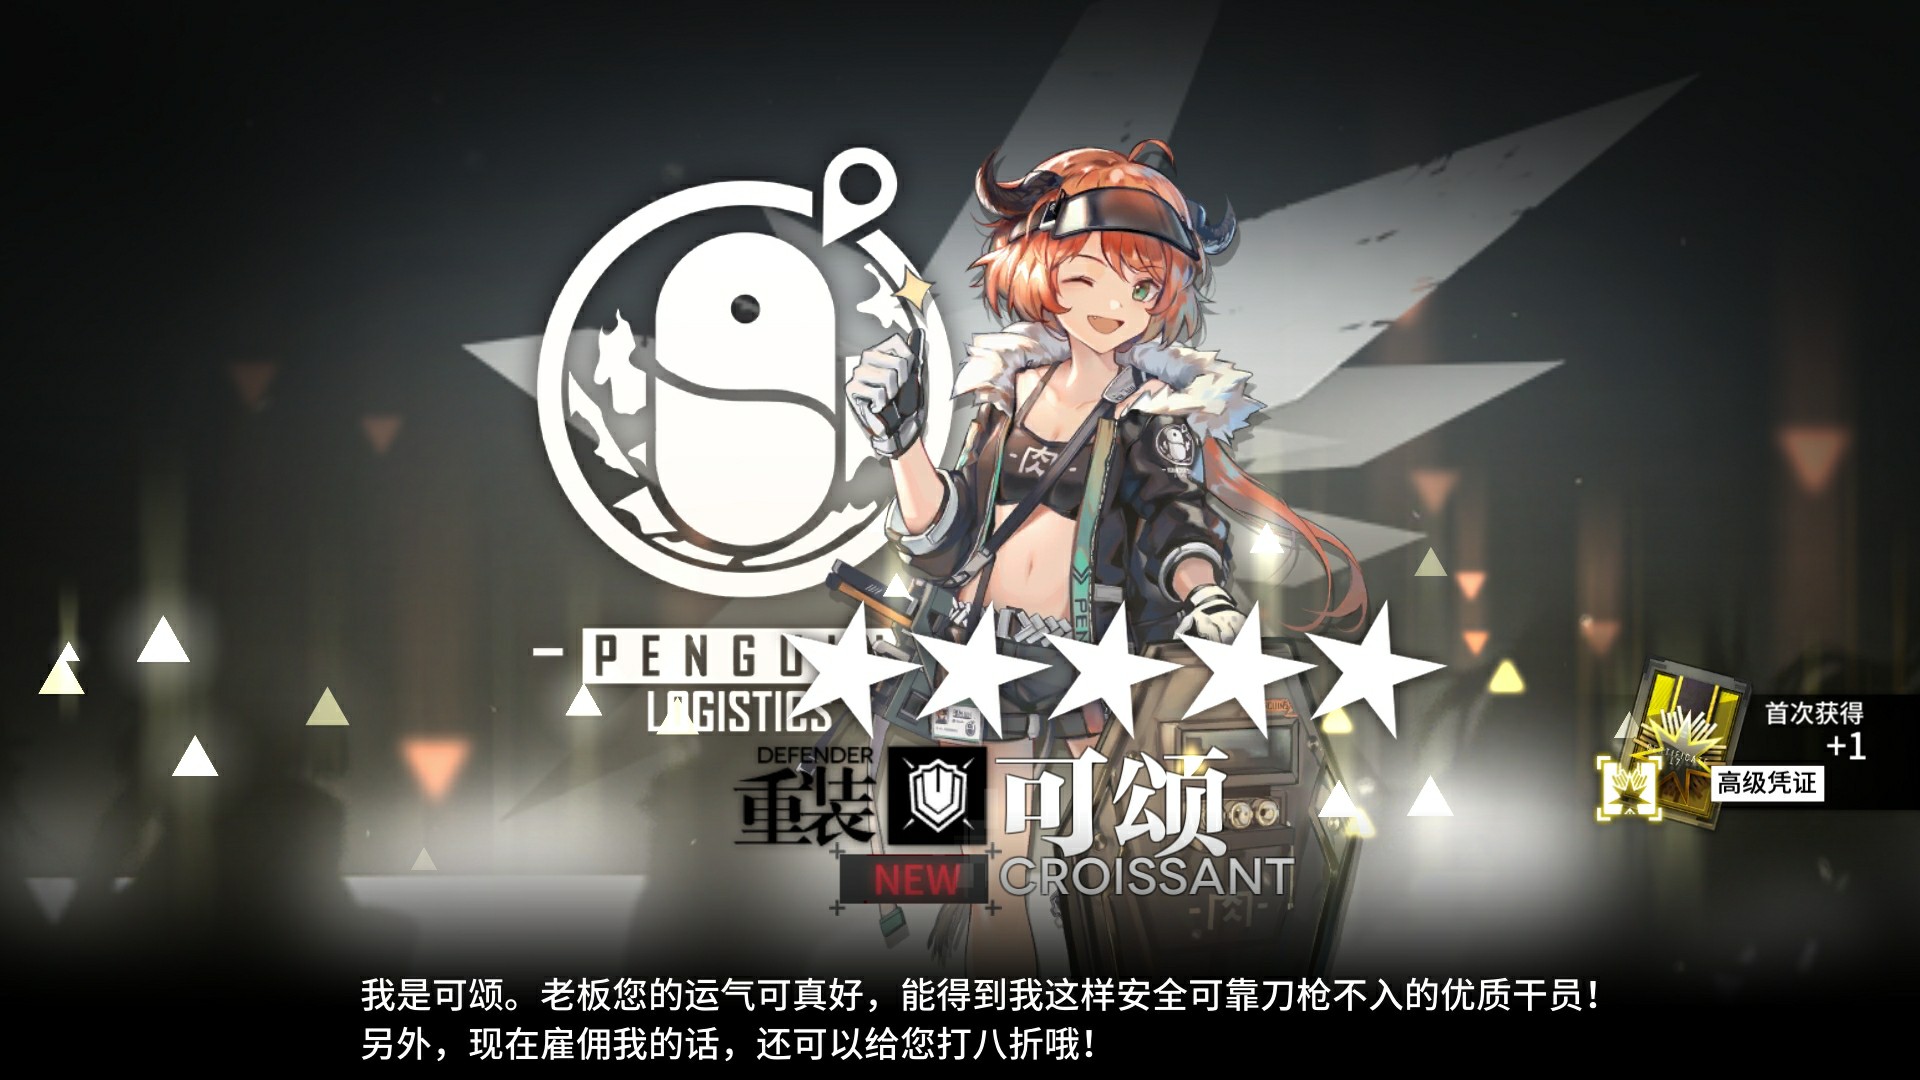 肉
PENGU
LOGISTICS
DEFENDER
重装
可颂
NEW
CROISSANT
肉
首次获得
+1
高级凭证
我是可颂。老板您的运气可真好，能得到我这样安全可靠刀枪不入的优质干员！
另外，现在雇佣我的话，还可以给您打八折哦！